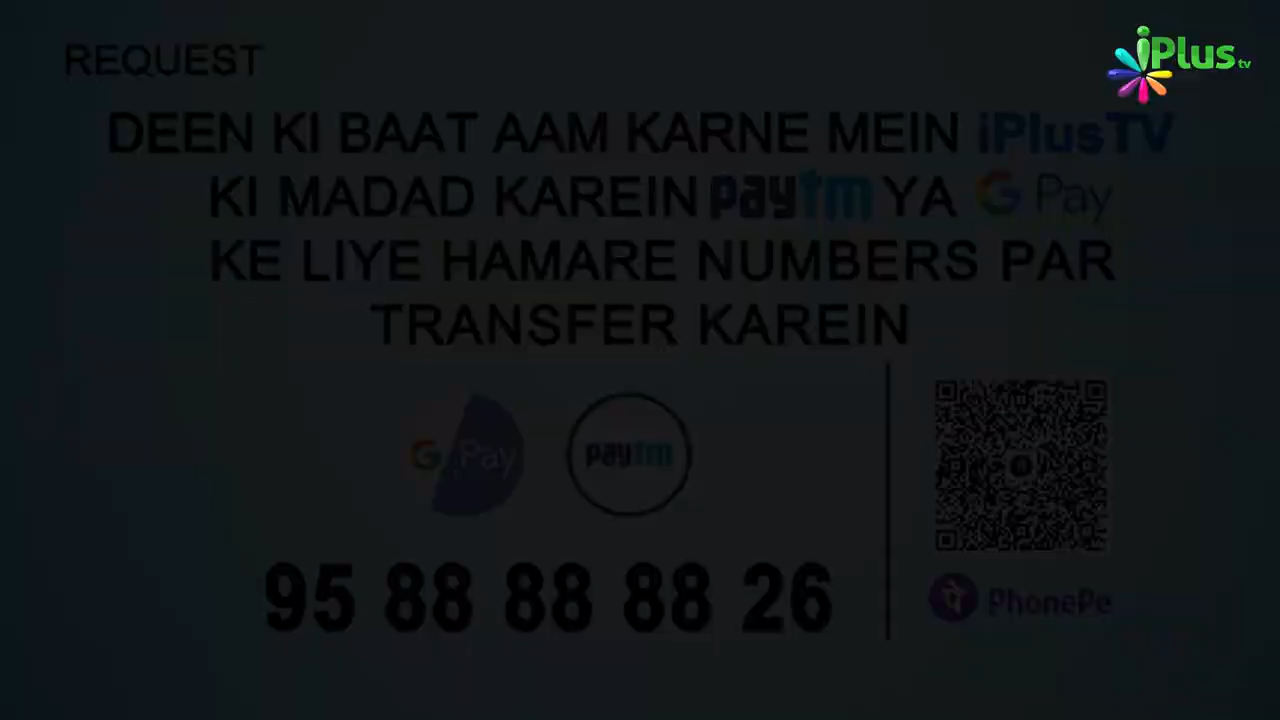 iPlus tv
REQUEST
DEEN KI BAAT AAM KARNE MEIN iPlusTV
KI MADAD KAREIN paytm YA G Pay
KE LIYE HAMARE NUMBERS PAR
TRANSFER KAREIN
G Pay paytm
95 88 88 88 26
PhonePe